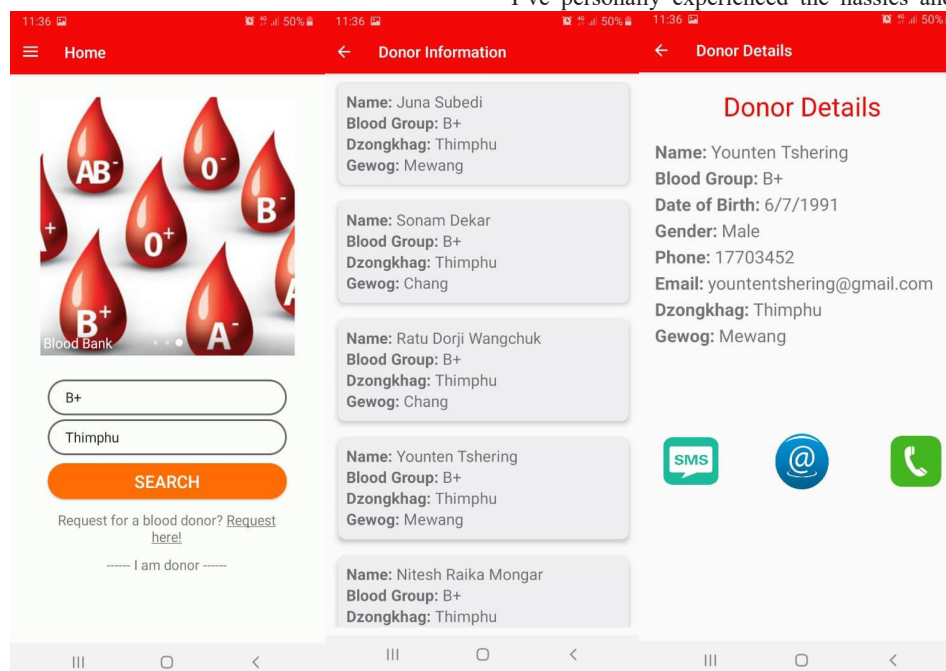 I've personally experienced the hassles and
11:36
50%
Home
AB-
O-
B-
+
O+
B+
A-
A
Blood Bank
B+
Thimphu
SEARCH
Request for a blood donor? Request
here!
------ I am donor ------
11:36
50%
Donor Information
Name: Juna Subedi
Blood Group: B+
Dzongkhag: Thimphu
Gewog: Mewang
Name: Sonam Dekar
Blood Group: B+
Dzongkhag: Thimphu
Gewog: Chang
Name: Ratu Dorji Wangchuk
Blood Group: B+
Dzongkhag: Thimphu
Gewog: Chang
Name: Younten Tshering
Blood Group: B+
Dzongkhag: Thimphu
Gewog: Mewang
Name: Nitesh Raika Mongar
Blood Group: B+
Dzongkhag: Thimphu
11:36
50%
Donor Details
Donor Details
Name: Younten Tshering
Blood Group: B+
Date of Birth: 6/7/1991
Gender: Male
Phone: 17703452
Email: yountentshering@gmail.com
Dzongkhag: Thimphu
Gewog: Mewang
SMS
@